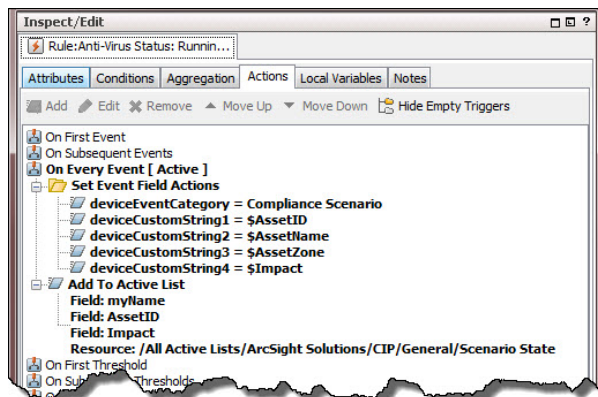 Inspect/Edit
Rule:Anti-Virus Status: Runnin...
Attributes Conditions Aggregation Actions Local Variables Notes
Add Edit Remove Move Up Move Down Hide Empty Triggers
On First Event
On Subsequent Events
On Every Event [ Active ]
Set Event Field Actions
deviceEventCategory = Compliance Scenario
deviceCustomString1 = $AssetID
deviceCustomString2 = $AssetName
deviceCustomString3 = $AssetZone
deviceCustomString4 = $Impact
Add To Active List
Field: myName
Field: AssetID
Field: Impact
Resource: /All Active Lists/ArcSight Solutions/CIP/General/Scenario State
On First Threshold
On Thresholds